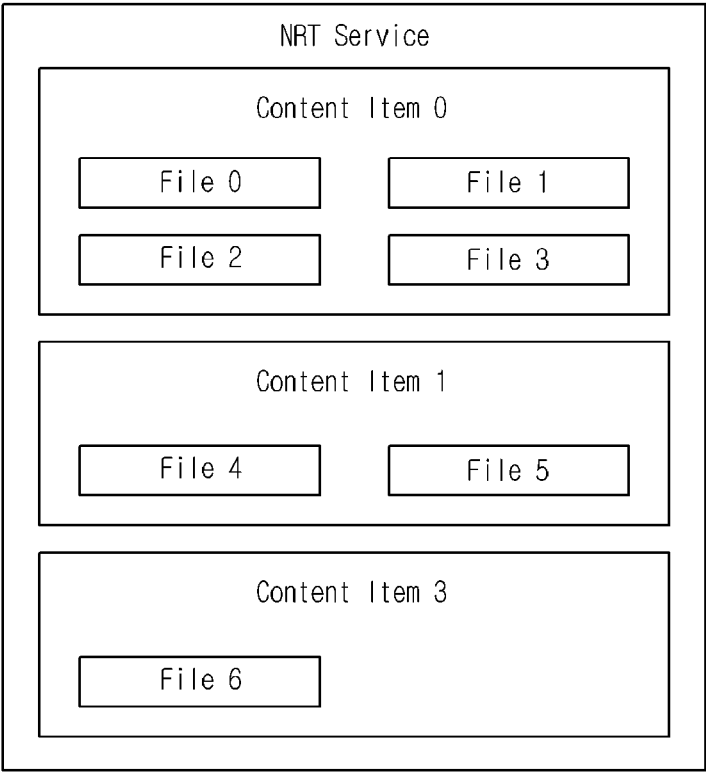 NRT Service
Content Item 0
File 0
File 1
File 2
File 3
Content Item 1
File 4
File 5
Content Item 3
File 6